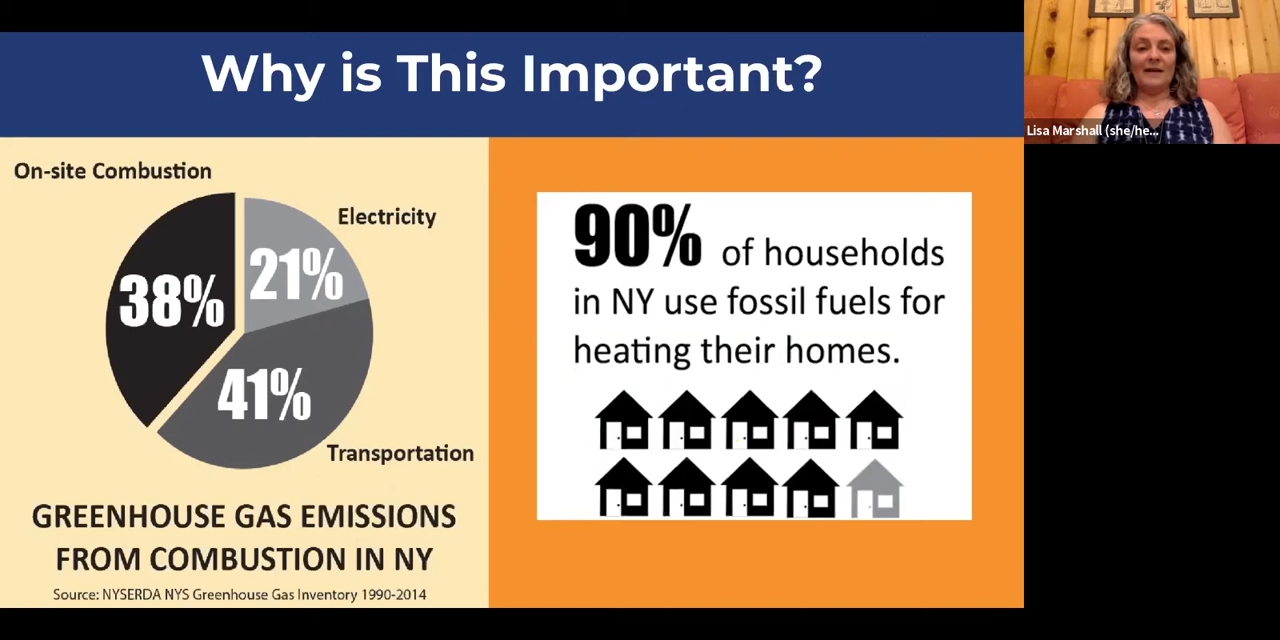 Why is This Important?
On-site Combustion
Electricity
38%
21%
41%
Transportation
GREENHOUSE GAS EMISSIONS
FROM COMBUSTION IN NY
Source: NYSERDA NYS Greenhouse Gas Inventory 1990-2014
90% of households
in NY use fossil fuels for
heating their homes.
Lisa Marshall (she/he...